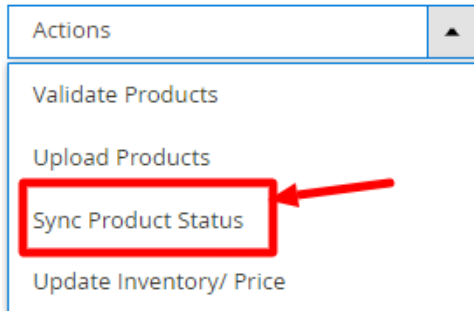 Actions
Validate Products
Upload Products
Sync Product Status
Update Inventory/ Price